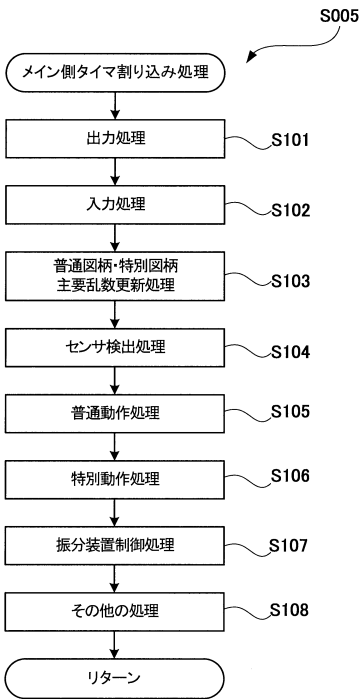 S005
メイン側タイマ割り込み処理
出力処理
S101
入力処理
S102
普通図柄・特別図柄
主要乱数更新処理
S103
センサ検出処理
S104
普通動作処理
S105
特別動作処理
S106
振分装置制御処理
S107
その他の処理
S108
リターン